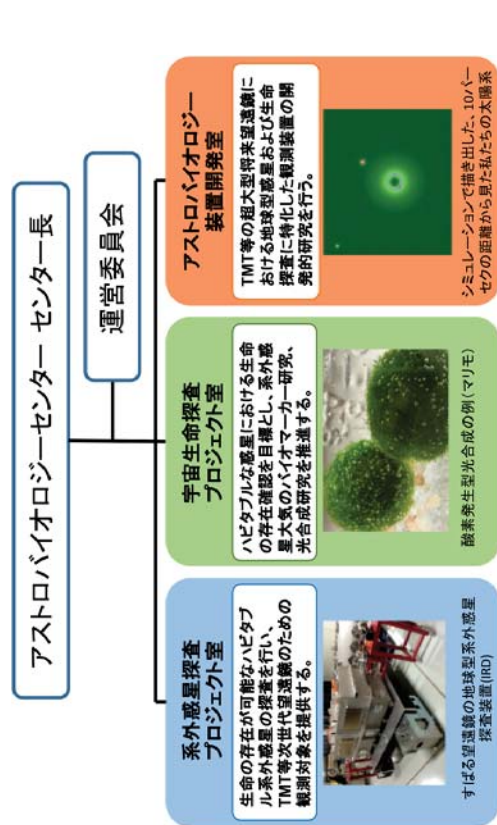 アストロバイオロジーセンター センター長
運営委員会
系外惑星探査
プロジェクト室
生命の存在が可能なハビタブ
ル系外惑星の探査を行い、
TMT等次世代望遠鏡のための
観測対象を提供する。
すばる望遠鏡の地球型系外惑星
探査装置(IRD)
宇宙生命探査
プロジェクト室
ハビタブルな惑星における生命
の存在確認を目標とし、系外惑
星大気のバイオマーカー研究、
光合成研究を推進する。
酸素発生型光合成の例(マリモ)
アストロバイオロジー
装置開発室
TMT等の超大型将来望遠鏡に
おける地球型惑星および生命
探査に特化した観測装置の開
発的研究を行う。
シミュレーションで描き出した、10パー
セクの距離から見た私たちの太陽系